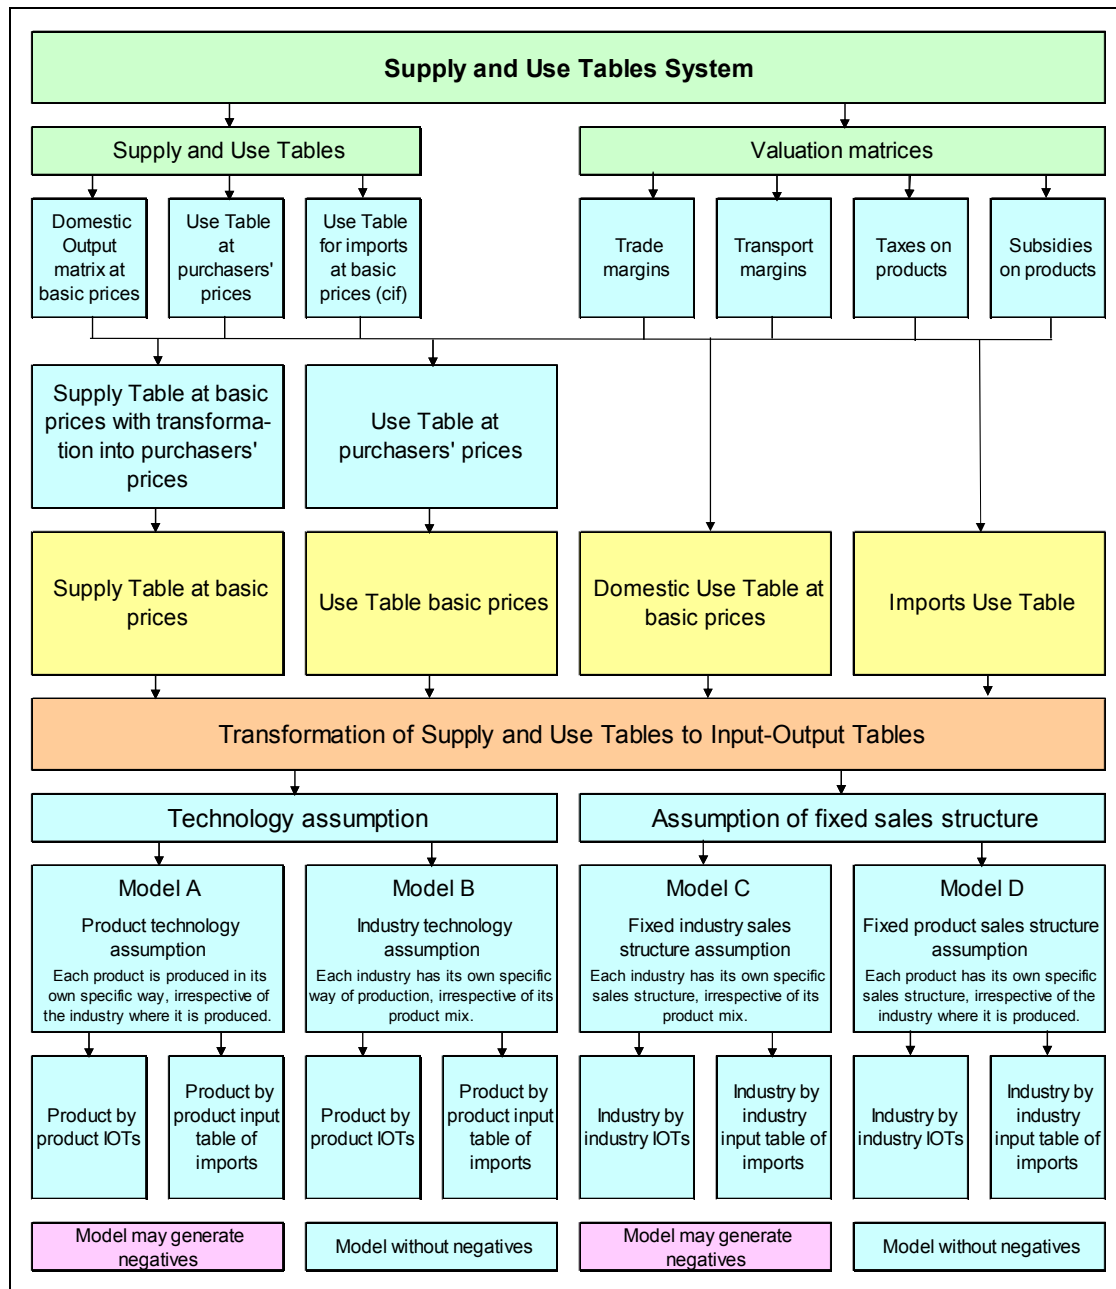 Supply and Use Tables System
Supply and Use Tables
Valuation matrices
Domestic
Output
matrix at
basic prices
Use Table
at
purchasers'
prices
Use Table
for imports
at basic
prices (cif)
Trade
margins
Transport
margins
Taxes on
products
Subsidies
on products
Supply Table at basic
prices with transforma-
tion into purchasers'
prices
Use Table at
purchasers' prices
Supply Table at basic
prices
Use Table basic prices
Domestic Use Table at
basic prices
Imports Use Table
Transformation of Supply and Use Tables to Input-Output Tables
Technology assumption
Assumption of fixed sales structure
Model A
Product technology
assumption
Each product is produced in its
own specific way, irrespective of
the industry where it is produced.
Model B
Industry technology
assumption
Each industry has its own specific
way of production, irrespective of its
product mix.
Model C
Fixed industry sales
structure assumption
Each industry has its own specific
sales structure, irrespective of its
product mix.
Model D
Fixed product sales structure
assumption
Each product has its own specific
sales structure, irrespective of the
industry where it is produced.
Product by
product IOTs
Product by
product input
table of
imports
Product by
product IOTs
Product by
product input
table of
imports
Industry by
industry IOTs
Industry by
industry
input table of
imports
Industry by
industry IOTs
Industry by
industry
input table of
imports
Model may generate
negatives
Model without negatives
Model may generate
negatives
Model without negatives